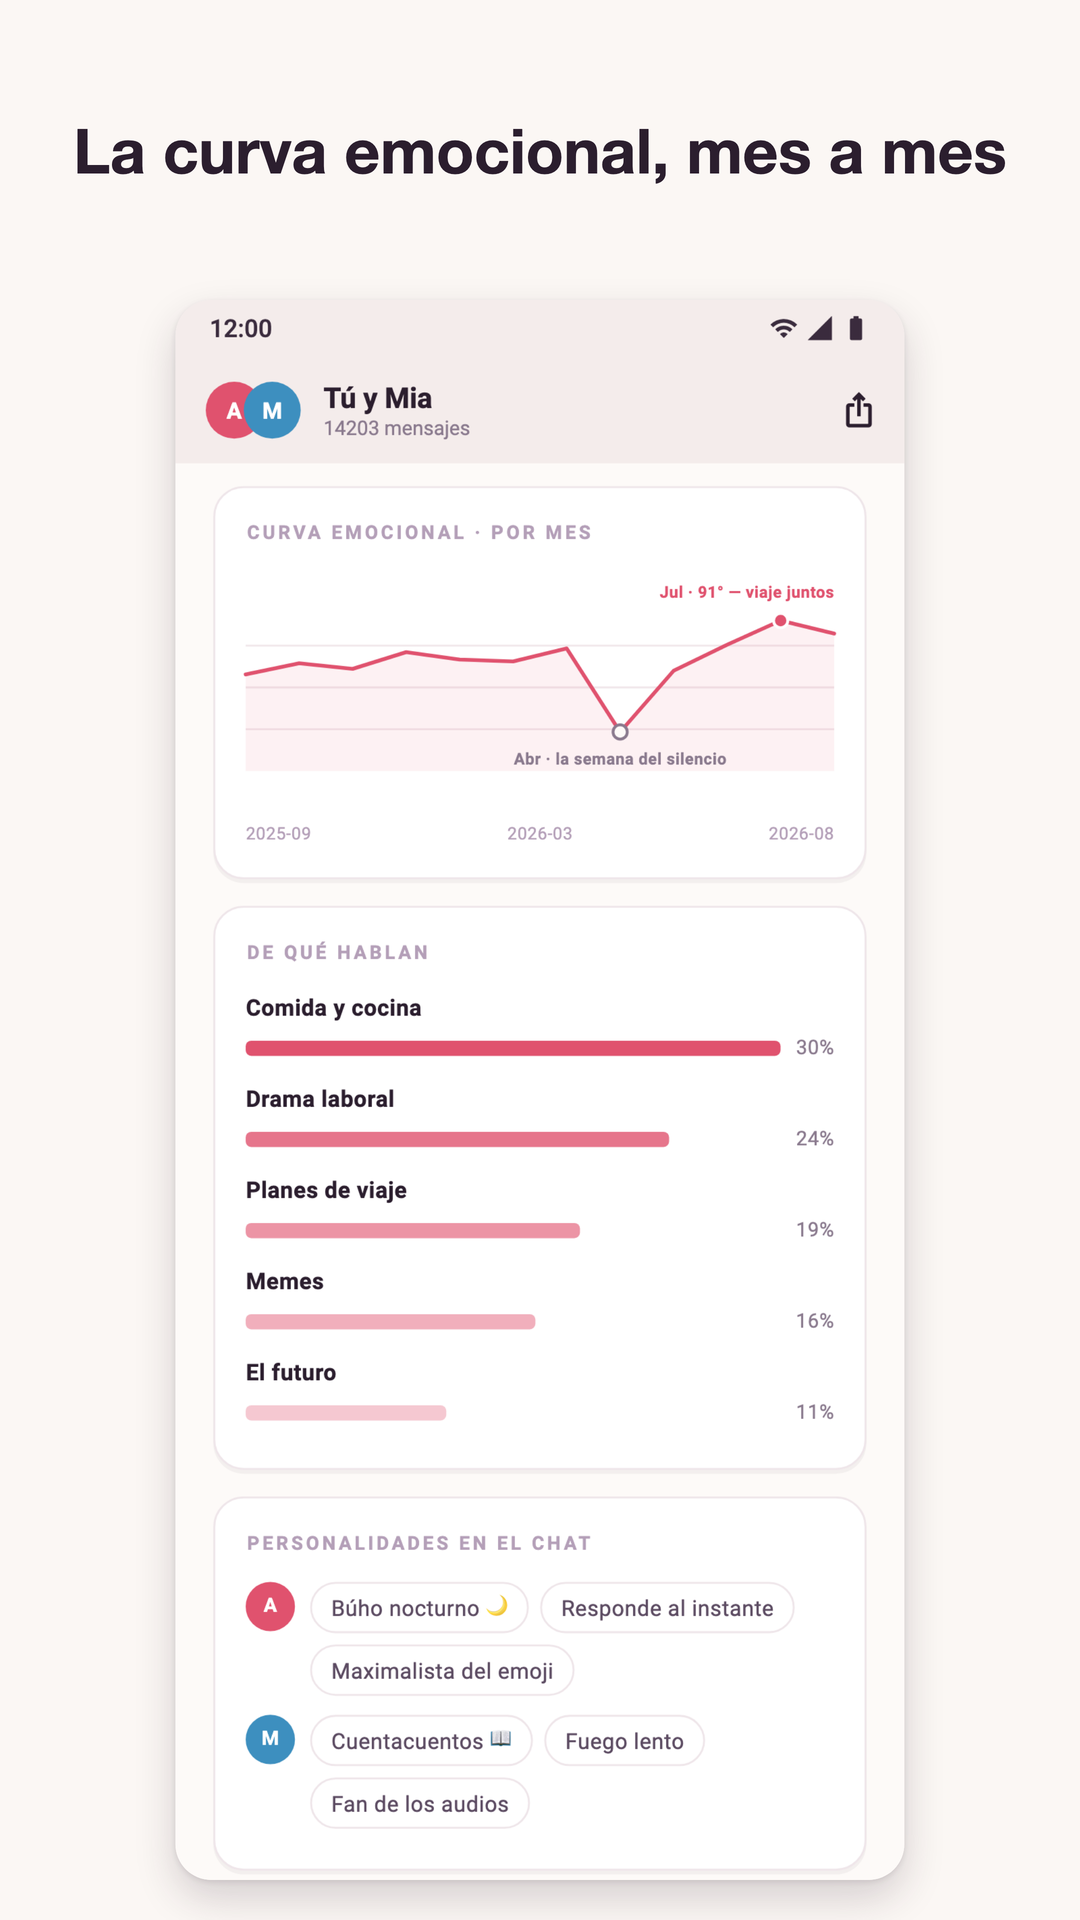 La curva emocional, mes a mes
12:00
A M
Tú y Mia
14203 mensajes
CURVA EMOCIONAL · POR MES
Jul · 91° — viaje juntos
Abr · la semana del silencio
2025-09 2026-03 2026-08
DE QUÉ HABLAN
Comida y cocina
30%
Drama laboral
24%
Planes de viaje
19%
Memes
16%
El futuro
11%
PERSONALIDADES EN EL CHAT
A Búho nocturno 🌙 Responde al instante
Maximalista del emoji
M Cuentacuentos 📖 Fuego lento
Fan de los audios